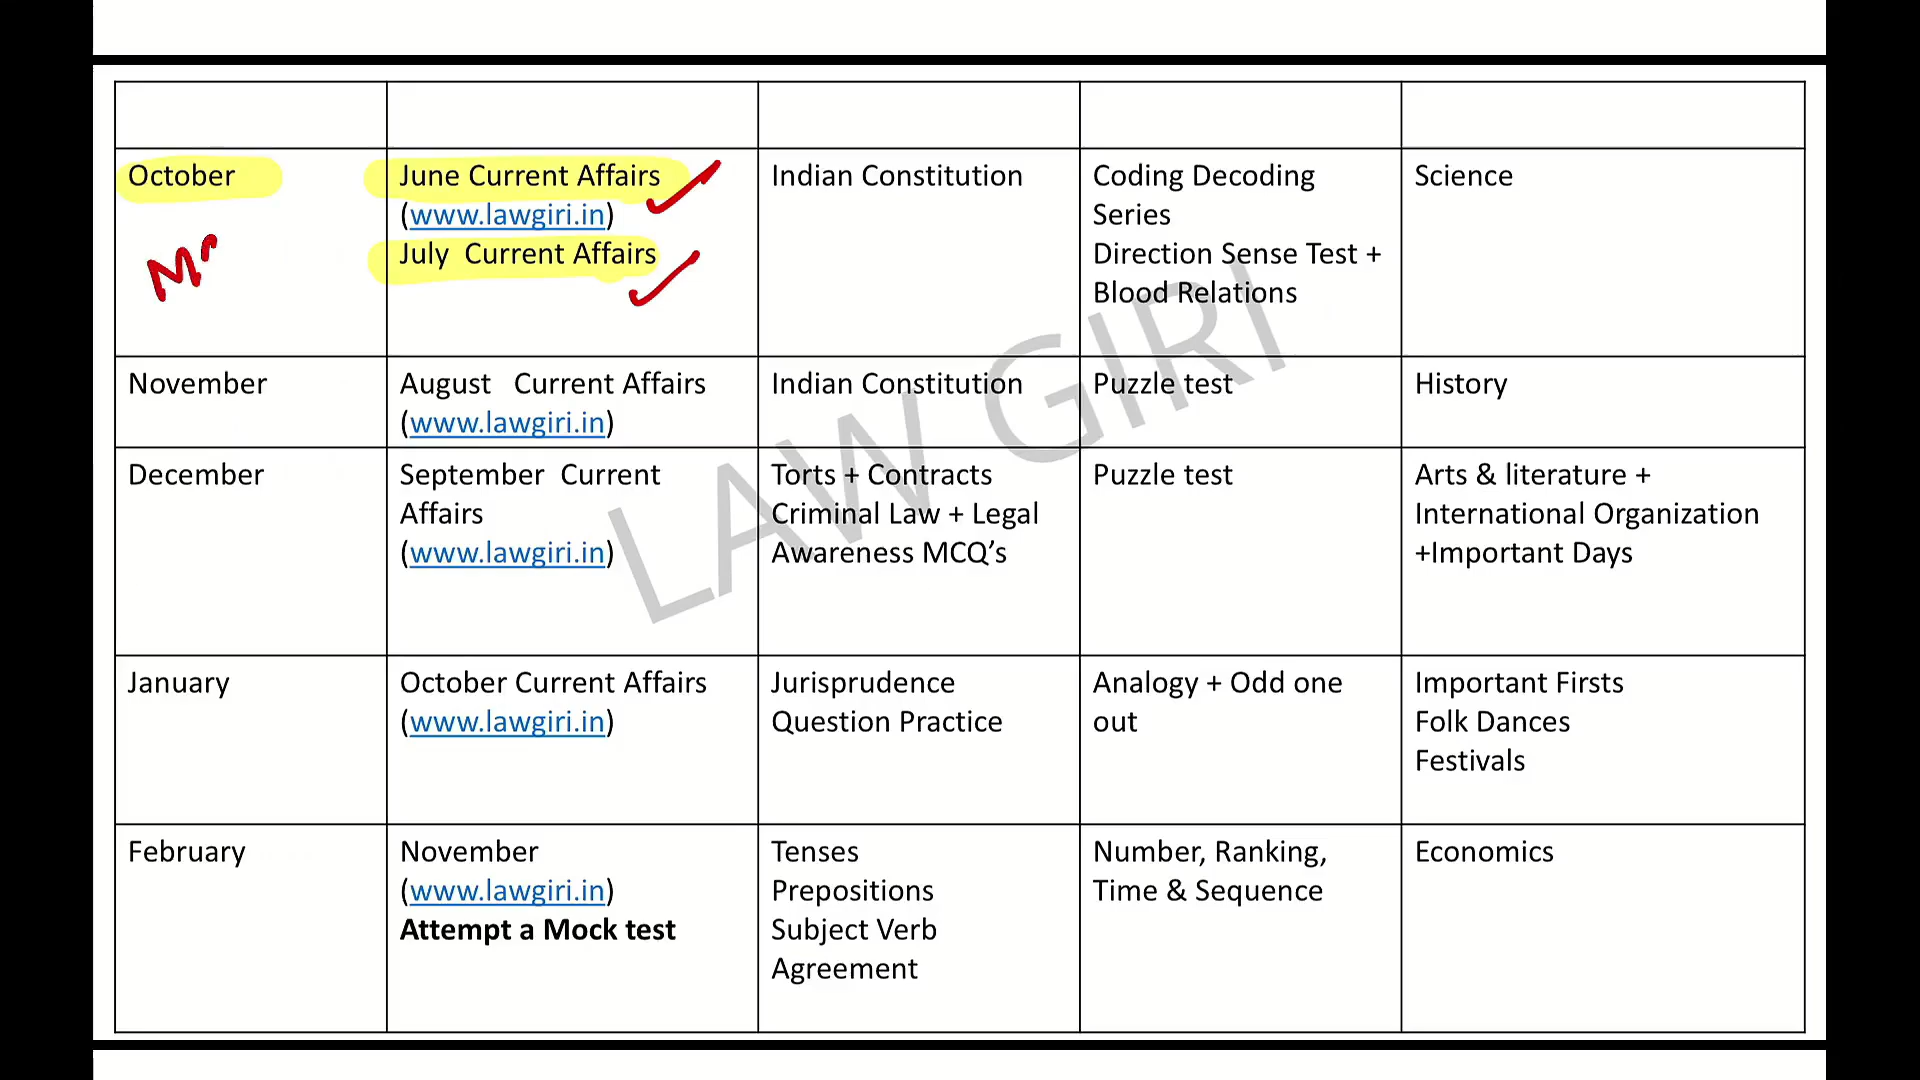 October
June Current Affairs
(www.lawgiri.in)
July  Current Affairs
Indian Constitution
Coding Decoding
Series
Direction Sense Test +
Blood Relations
Science
November
August   Current Affairs
(www.lawgiri.in)
Indian Constitution
Puzzle test
History
December
September  Current
Affairs
(www.lawgiri.in)
Torts + Contracts
Criminal Law + Legal
Awareness MCQ’s
Puzzle test
Arts & literature +
International Organization
+Important Days
January
October Current Affairs
(www.lawgiri.in)
Jurisprudence
Question Practice
Analogy + Odd one
out
Important Firsts
Folk Dances
Festivals
February
November
(www.lawgiri.in)
Attempt a Mock test
Tenses
Prepositions
Subject Verb
Agreement
Number, Ranking,
Time & Sequence
Economics
LAW GIRI